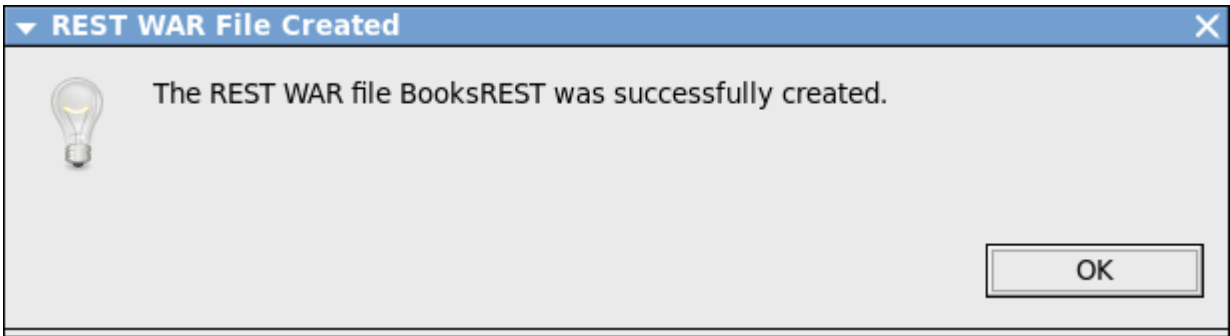 REST WAR File Created
The REST WAR file BooksREST was successfully created.
OK